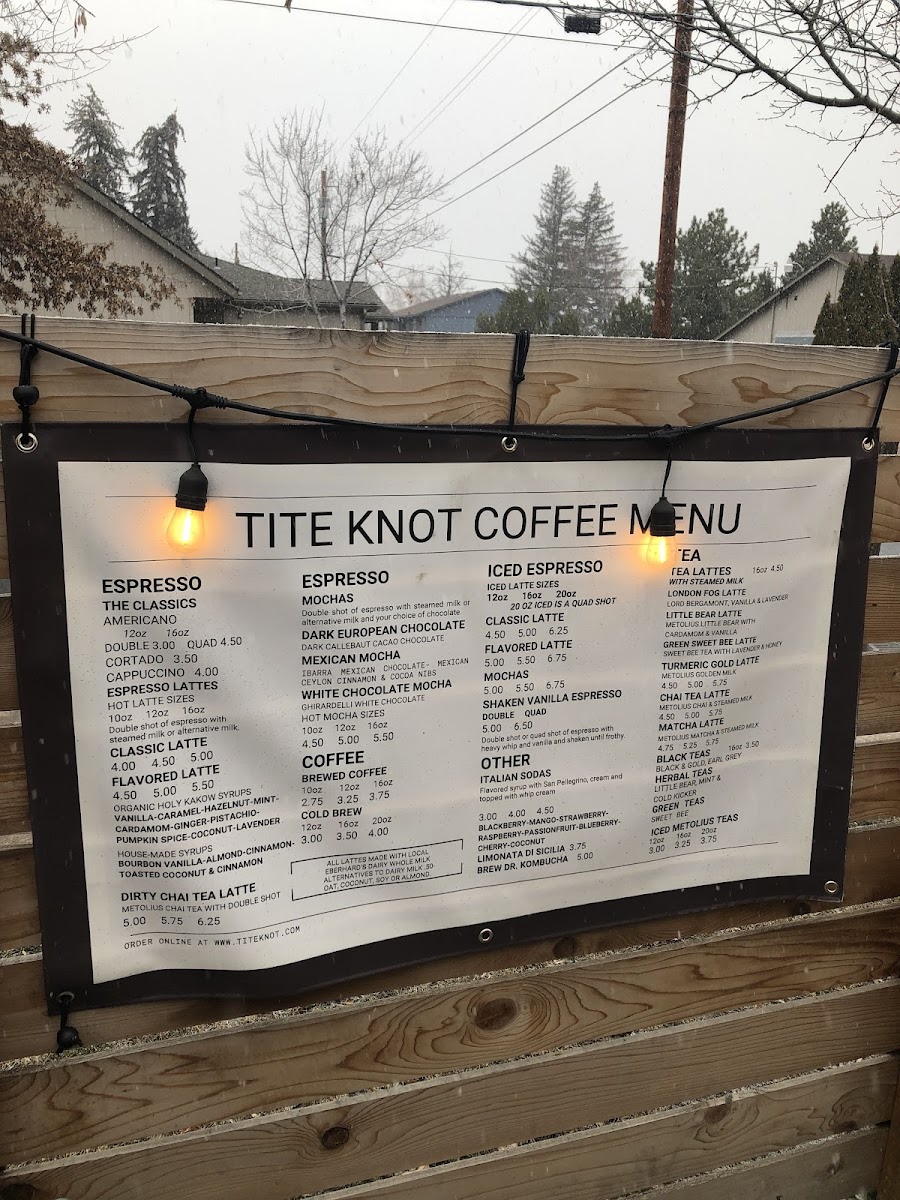 TITE KNOT COFFEE MENU
ESPRESSO
THE CLASSICS
AMERICANO
12oz 16oz
DOUBLE 3.00 QUAD 4.50
CORTADO 3.50
CAPPUCCINO 4.00
ESPRESSO LATTES
HOT LATTE SIZES
10oz 12oz 16oz
Double shot of espresso with
steamed milk or alternative milk.
CLASSIC LATTE
4.00 4.50 5.00
FLAVORED LATTE
4.50 5.00 5.50
ORGANIC HOLY KAKOW SYRUPS
VANILLA-CARAMEL-HAZELNUT-MINT-
CARDAMOM-GINGER-PISTACHIO-
PUMPKIN SPICE-COCONUT-LAVENDER
HOUSE-MADE SYRUPS
BOURBON VANILLA-ALMOND-CINNAMON-
TOASTED COCONUT & CINNAMON
DIRTY CHAI TEA LATTE
METOLIUS CHAI TEA WITH DOUBLE SHOT
5.00 5.75 6.25
ORDER ONLINE AT WWW.TITEKNOT.COM
ESPRESSO
MOCHAS
Double shot of espresso with steamed milk or
alternative milk and your choice of chocolate
DARK EUROPEAN CHOCOLATE
DARK CALLEBAUT CACAO CHOCOLATE
MEXICAN MOCHA
IBARRA MEXICAN CHOCOLATE- MEXICAN
CEYLON CINNAMON & COCOA NIBS
WHITE CHOCOLATE MOCHA
GHIRARDELLI WHITE CHOCOLATE
HOT MOCHA SIZES
10oz 12oz 16oz
4.50 5.00 5.50
COFFEE
BREWED COFFEE
10oz 12oz 16oz
2.75 3.25 3.75
COLD BREW
12oz 16oz 20oz
3.00 3.50 4.00
ALL LATTES MADE WITH LOCAL
EBERHARD'S DAIRY WHOLE MILK
ALTERNATIVES TO DAIRY MILK .50
OAT, COCONUT, SOY OR ALMOND.
ICED ESPRESSO
ICED LATTE SIZES
12oz 16oz 20oz
20 OZ ICED IS A QUAD SHOT
CLASSIC LATTE
4.50 5.00 6.25
FLAVORED LATTE
5.00 5.50 6.75
MOCHAS
5.00 5.50 6.75
SHAKEN VANILLA ESPRESSO
DOUBLE QUAD
5.00 6.50
Double shot or quad shot of espresso with
heavy whip and vanilla and shaken until frothy.
OTHER
ITALIAN SODAS
Flavored syrup with San Pellegrino, cream and
topped with whip cream
3.00 4.00 4.50
BLACKBERRY-MANGO-STRAWBERRY-
RASPBERRY-PASSIONFRUIT-BLUEBERRY-
CHERRY-COCONUT
LIMONATA DI SICILIA 3.75
BREW DR. KOMBUCHA 5.00
TEA
TEA LATTES 16oz 4.50
WITH STEAMED MILK
LONDON FOG LATTE
LORD BERGAMONT, VANILLA & LAVENDER
LITTLE BEAR LATTE
METOLIUS LITTLE BEAR WITH
CARDAMOM & VANILLA
GREEN SWEET BEE LATTE
SWEET BEE TEA WITH LAVENDER & HONEY
TURMERIC GOLD LATTE
METOLIUS GOLDEN MILK
4.50 5.00 5.75
CHAI TEA LATTE
METOLIUS CHAI & STEAMED MILK
4.50 5.00 5.75
MATCHA LATTE
METOLIUS MATCHA & STEAMED MILK
4.75 5.25 5.75
BLACK TEAS 16oz 3.50
BLACK & GOLD, EARL GREY
HERBAL TEAS
LITTLE BEAR, MINT &
COLD KICKER
GREEN TEAS
SWEET BEE
ICED METOLIUS TEAS
12oz 16oz 20oz
3.00 3.25 3.75